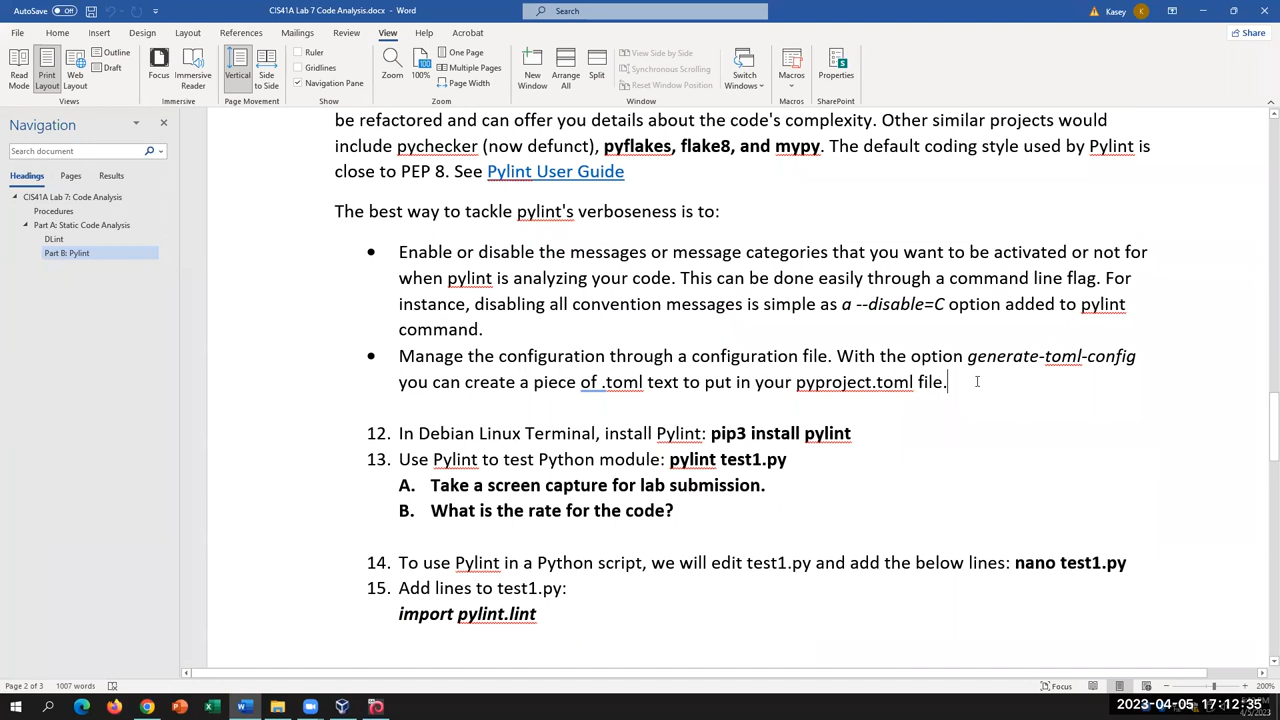 AutoSave Off CIS41A Lab 7 Code Analysis.docx Search Kasey
File Home Insert Design Layout References Mailings Review View Help Acrobat Share
Read Mode Print Layout Web Layout Outline Draft Focus Immersive Reader Vertical Side to Side Ruler Gridlines Navigation Pane Zoom 100% One Page Multiple Pages Page Width New Window Arrange All Split View Side by Side Synchronous Scrolling Reset Window Position Switch Windows Macros Properties
Views Immersive Page Movement Show Zoom Window Macros SharePoint
Navigation
Search document
Headings Pages Results
CIS41A Lab 7: Code Analysis
Procedures
Part A: Static Code Analysis
DLint
Part B: Pylint
be refactored and can offer you details about the code's complexity. Other similar projects would
include pychecker (now defunct), pyflakes, flake8, and mypy. The default coding style used by Pylint is
close to PEP 8. See Pylint User Guide
The best way to tackle pylint's verboseness is to:
• Enable or disable the messages or message categories that you want to be activated or not for
when pylint is analyzing your code. This can be done easily through a command line flag. For
instance, disabling all convention messages is simple as a --disable=C option added to pylint
command.
• Manage the configuration through a configuration file. With the option generate-toml-config
you can create a piece of .toml text to put in your pyproject.toml file.
12. In Debian Linux Terminal, install Pylint: pip3 install pylint
13. Use Pylint to test Python module: pylint test1.py
A. Take a screen capture for lab submission.
B. What is the rate for the code?
14. To use Pylint in a Python script, we will edit test1.py and add the below lines: nano test1.py
15. Add lines to test1.py:
import pylint.lint
Page 2 of 3 1007 words Focus 200%
2023-04-05 17:12:35